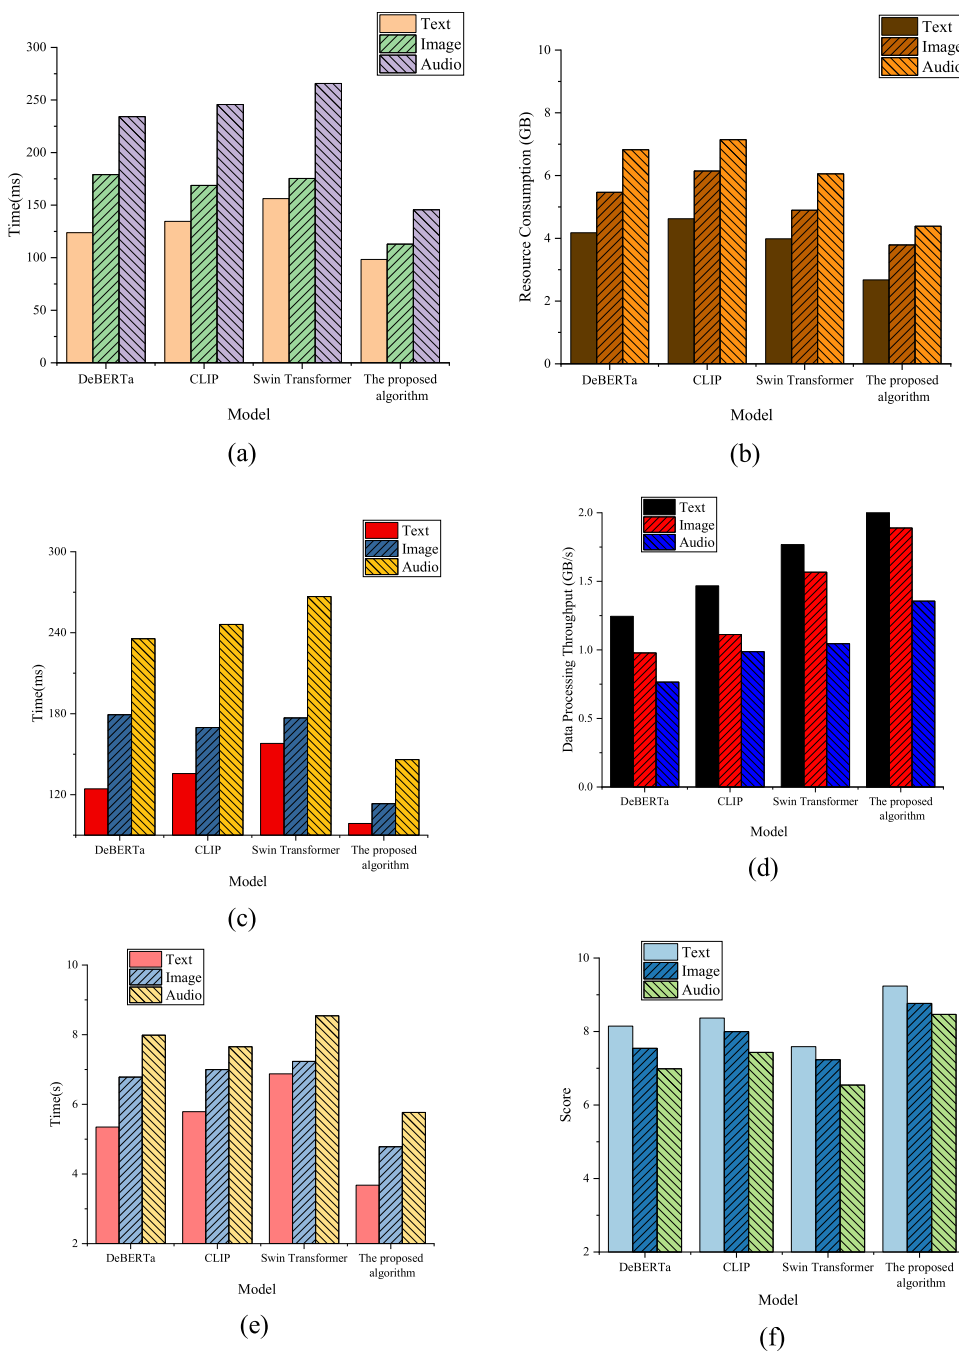 Text
Image
Audio
300
250
200
150
100
50
0
Time(ms)
DeBERTa
CLIP
Swin Transformer
The proposed
algorithm
Model
(a)
Text
Image
Audio
10
8
6
4
2
0
Resource Consumption (GB)
DeBERTa
CLIP
Swin Transformer
The proposed
algorithm
Model
(b)
Text
Image
Audio
300
240
180
120
Time(ms)
DeBERTa
CLIP
Swin Transformer
The proposed
algorithm
Model
(c)
Text
Image
Audio
2.0
1.5
1.0
0.5
0.0
Data Processing Throughput (GB/s)
DeBERTa
CLIP
Swin Transformer
The proposed
algorithm
Model
(d)
Text
Image
Audio
10
8
6
4
2
Time(s)
DeBERTa
CLIP
Swin Transformer
The proposed
algorithm
Model
(e)
Text
Image
Audio
10
8
6
4
2
Score
DeBERTa
CLIP
Swin Transformer
The proposed
algorithm
Model
(f)